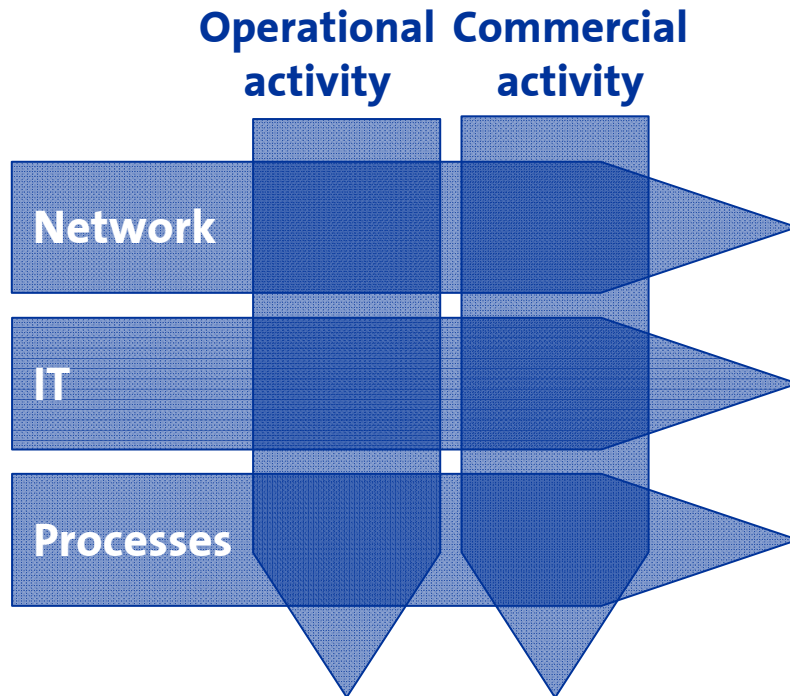 Operational Commercial
activity activity
Network
IT
Processes